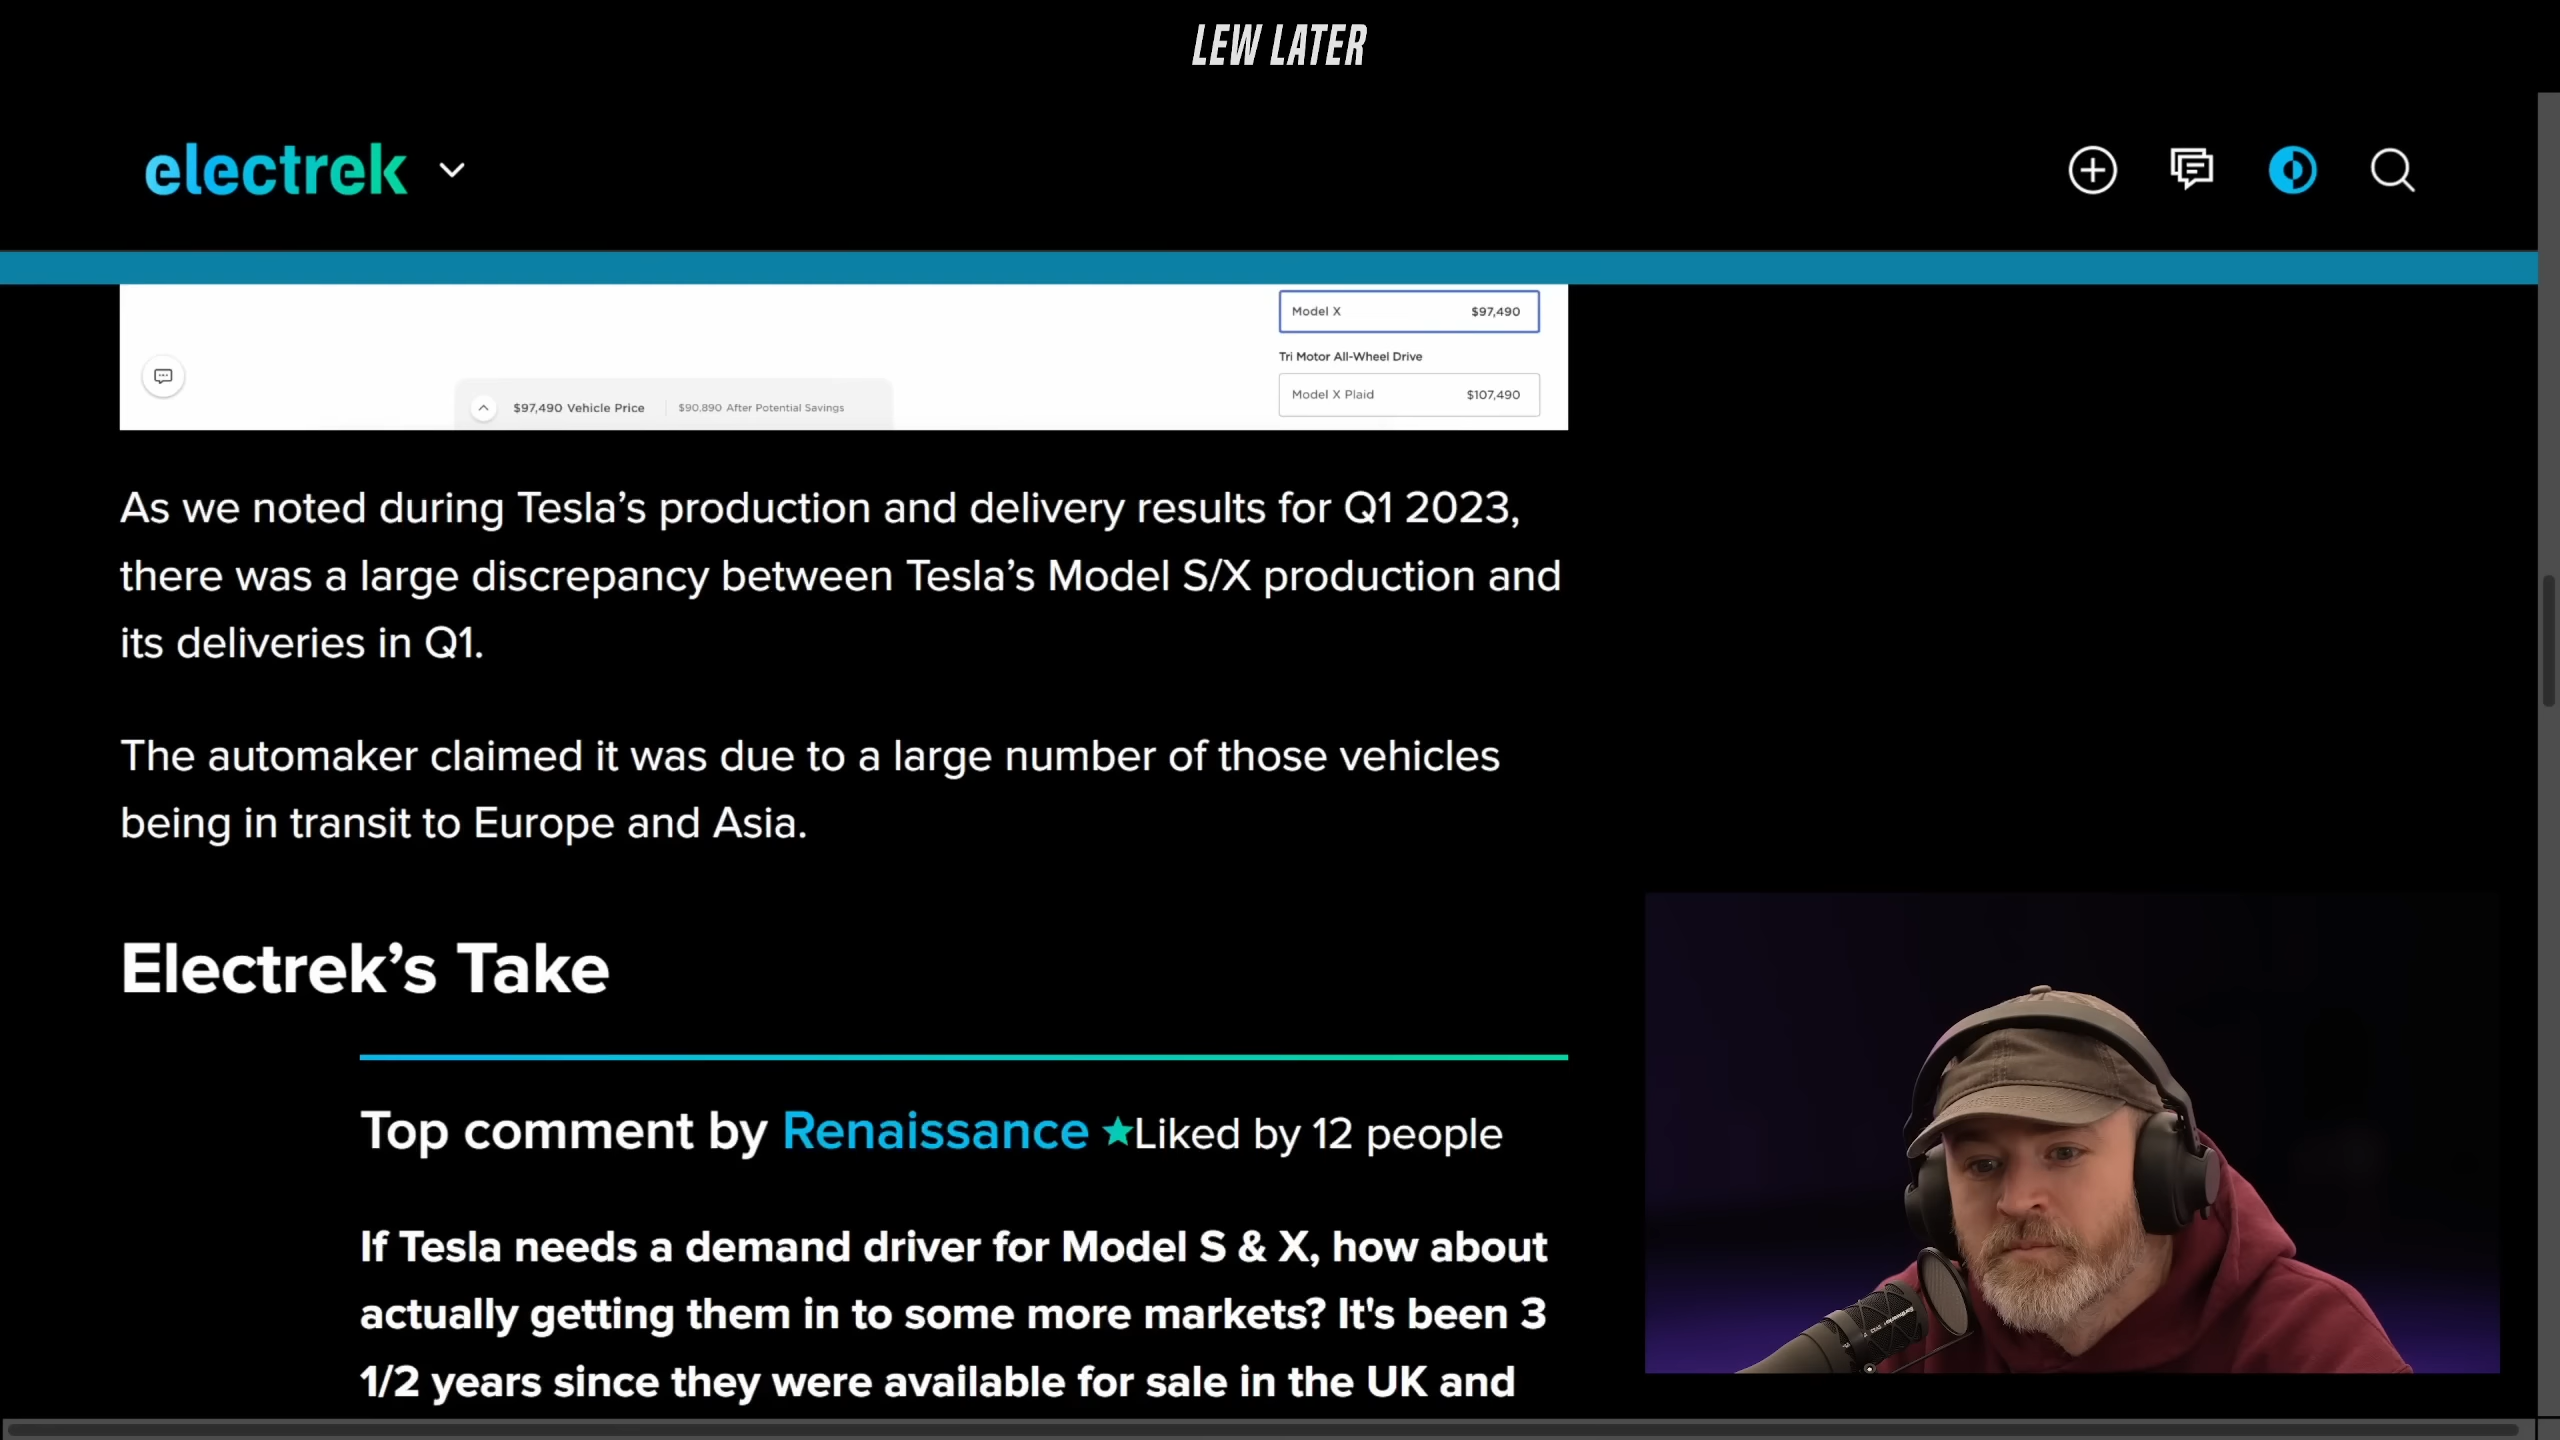 LEW LATER
electrek
Model X $97,490
Tri Motor All-Wheel Drive
Model X Plaid $107,490
$97,490 Vehicle Price $90,890 After Potential Savings
As we noted during Tesla’s production and delivery results for Q1 2023,
there was a large discrepancy between Tesla’s Model S/X production and
its deliveries in Q1.
The automaker claimed it was due to a large number of those vehicles
being in transit to Europe and Asia.
Electrek’s Take
Top comment by Renaissance ★Liked by 12 people
If Tesla needs a demand driver for Model S & X, how about
actually getting them in to some more markets? It's been 3
1/2 years since they were available for sale in the UK and